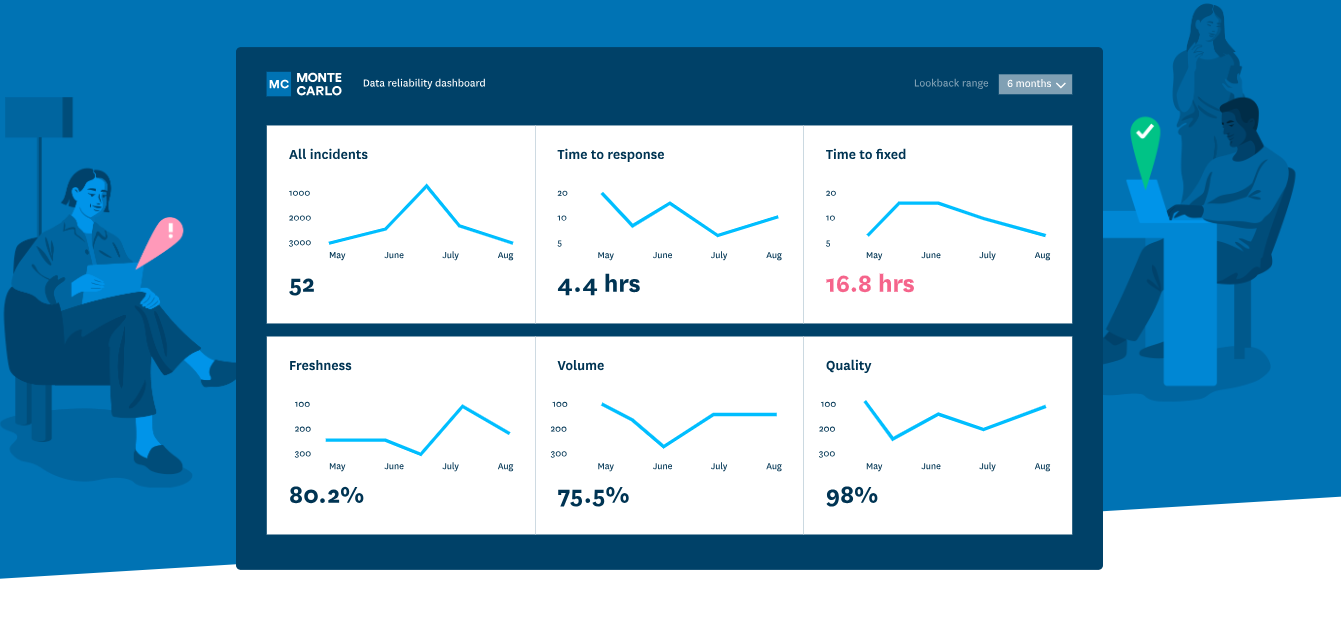 MC MONTE CARLO
Data reliability dashboard
Lookback range
6 months
All incidents
1000
2000
3000
May June July Aug
52
Time to response
20
10
5
May June July Aug
4.4 hrs
Time to fixed
20
10
5
May June July Aug
16.8 hrs
Freshness
100
200
300
May June July Aug
80.2%
Volume
100
200
300
May June July Aug
75.5%
Quality
100
200
300
May June July Aug
98%
!